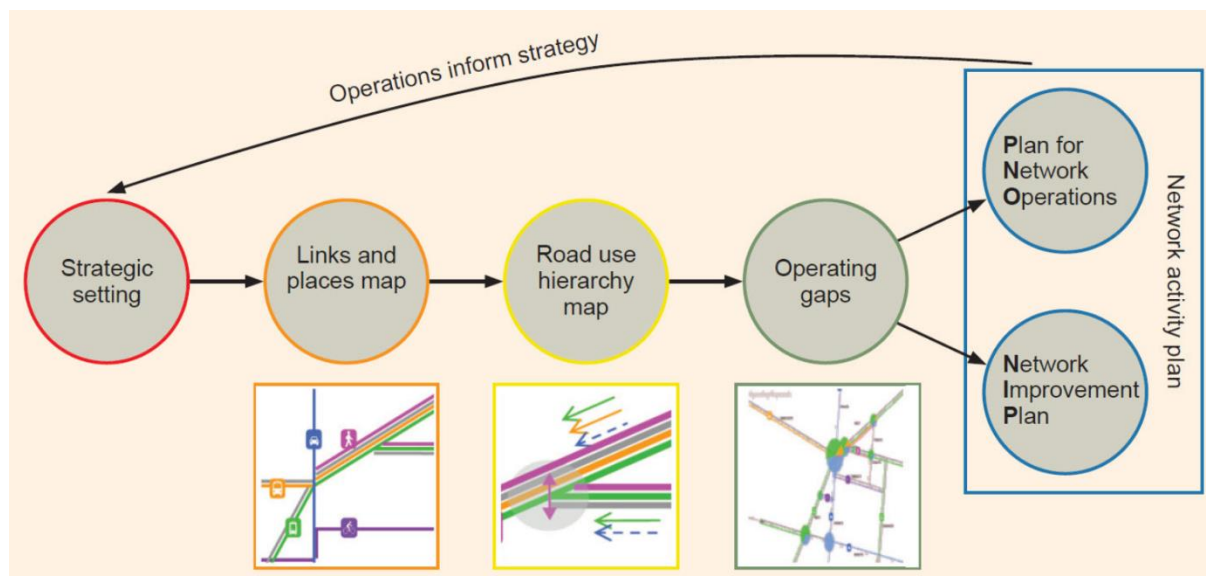 Operations inform strategy
Strategic
setting
Links and
places map
Road use
hierarchy
map
Operating
gaps
Plan for
Network
Operations
Network
Improvement
Plan
Network activity plan